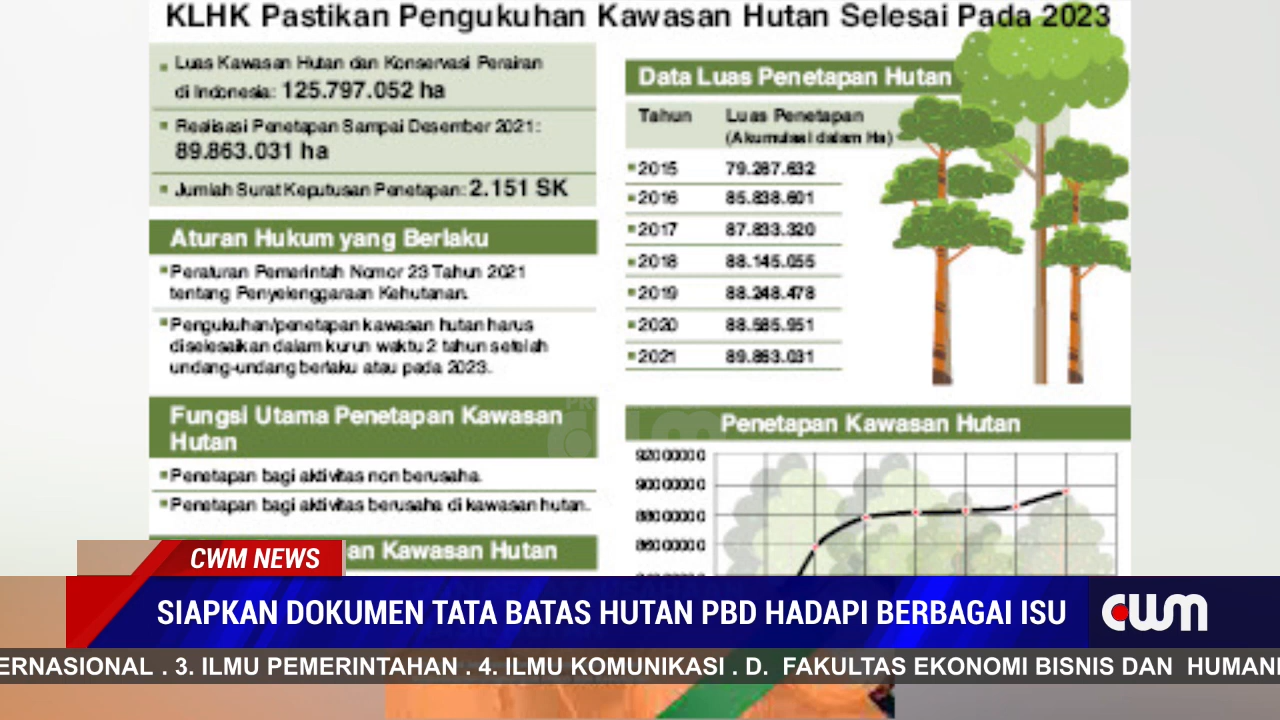 KLHK Pastikan Pengukuhan Kawasan Hutan Selesai Pada 2023
Luas Kawasan Hutan dan Konservasi Perairan
di Indonesia: 125.797.052 ha
Realisasi Penetapan Sampai Desember 2021:
89.863.031 ha
Jumlah Surat Keputusan Penetapan: 2.151 SK
Aturan Hukum yang Berlaku
Peraturan Pemerintah Nomor 23 Tahun 2021
tentang Penyelenggaraan Kehutanan.
Pengukuhan/penetapan kawasan hutan harus
diselesaikan dalam kurun waktu 2 tahun setelah
undang-undang berlaku atau pada 2023.
Fungsi Utama Penetapan Kawasan
Hutan
Penetapan bagi aktivitas non berusaha.
Penetapan bagi aktivitas berusaha di kawasan hutan.
an Kawasan Hutan
Data Luas Penetapan Hutan
Tahun Luas Penetapan
(Akumulasi dalam Ha)
2015 79.287.632
2016 85.838.601
2017 87.833.320
2018 88.145.055
2019 88.248.478
2020 88.585.951
2021 89.863.031
Penetapan Kawasan Hutan
92000000
90000000
88000000
86000000
CWM NEWS
SIAPKAN DOKUMEN TATA BATAS HUTAN PBD HADAPI BERBAGAI ISU
cwm
ERNASIONAL . 3. ILMU PEMERINTAHAN . 4. ILMU KOMUNIKASI . D. FAKULTAS EKONOMI BISNIS DAN HUMANI